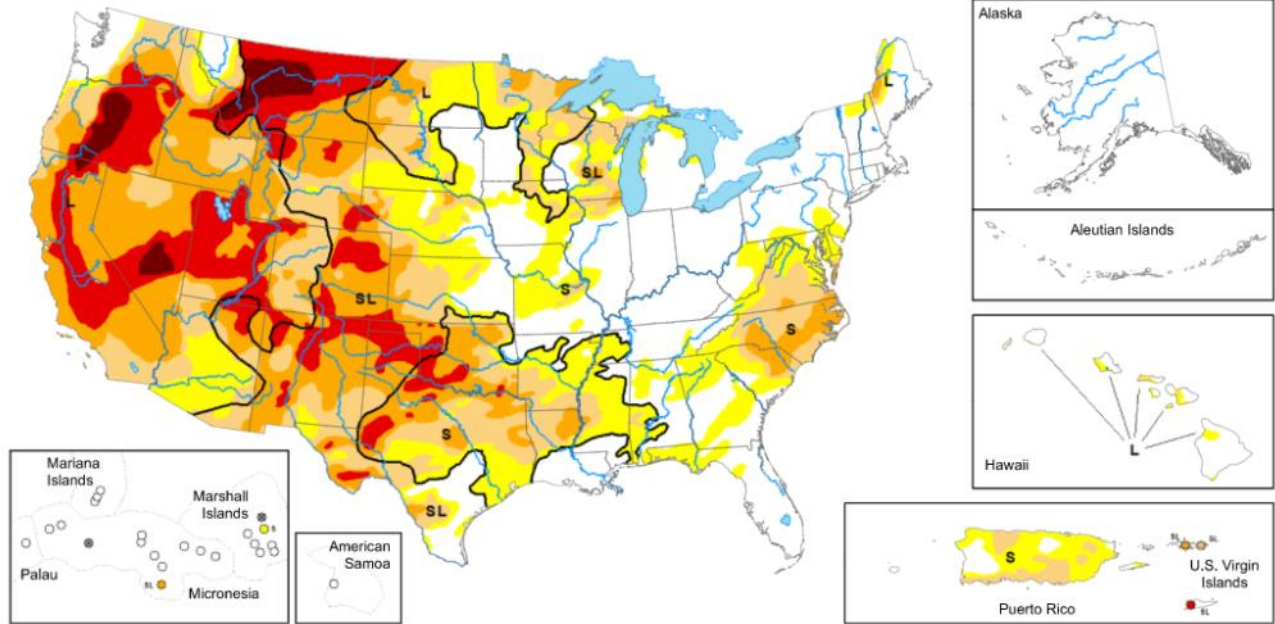 Alaska
Aleutian Islands
L
L
SL
L
SL
S
S
S
SL
L
Hawaii
Mariana
Islands
Marshall
Islands
S
Palau
SL
Micronesia
American
Samoa
S
SL
SL
U.S. Virgin
Islands
Puerto Rico
SL